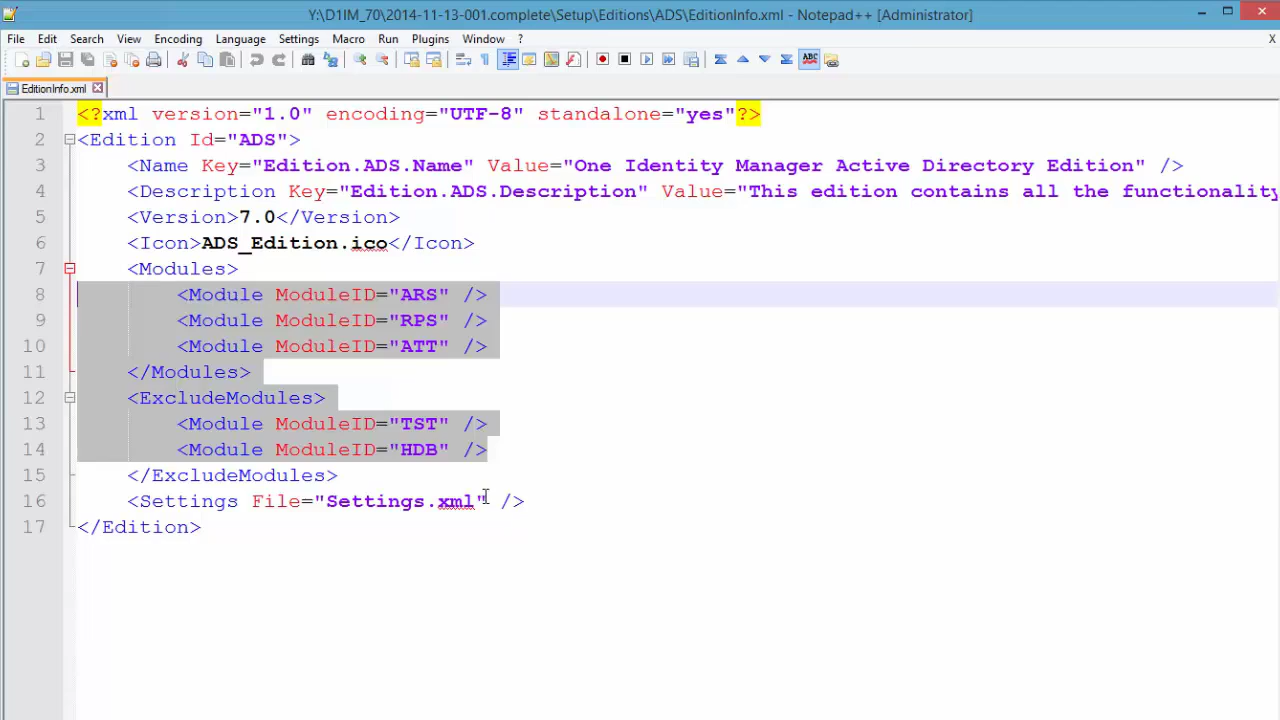 Y:\D1IM_70\2014-11-13-001.complete\Setup\Editions\ADS\EditionInfo.xml - Notepad++ [Administrator]
File Edit Search View Encoding Language Settings Macro Run Plugins Window ? X
EditionInfo.xml
1 <?xml version="1.0" encoding="UTF-8" standalone="yes"?>
2 <Edition Id="ADS">
3 <Name Key="Edition.ADS.Name" Value="One Identity Manager Active Directory Edition" />
4 <Description Key="Edition.ADS.Description" Value="This edition contains all the functionality
5 <Version>7.0</Version>
6 <Icon>ADS_Edition.ico</Icon>
7 <Modules>
8 <Module ModuleID="ARS" />
9 <Module ModuleID="RPS" />
10 <Module ModuleID="ATT" />
11 </Modules>
12 <ExcludeModules>
13 <Module ModuleID="TST" />
14 <Module ModuleID="HDB" />
15 </ExcludeModules>
16 <Settings File="Settings.xml" />
17 </Edition>